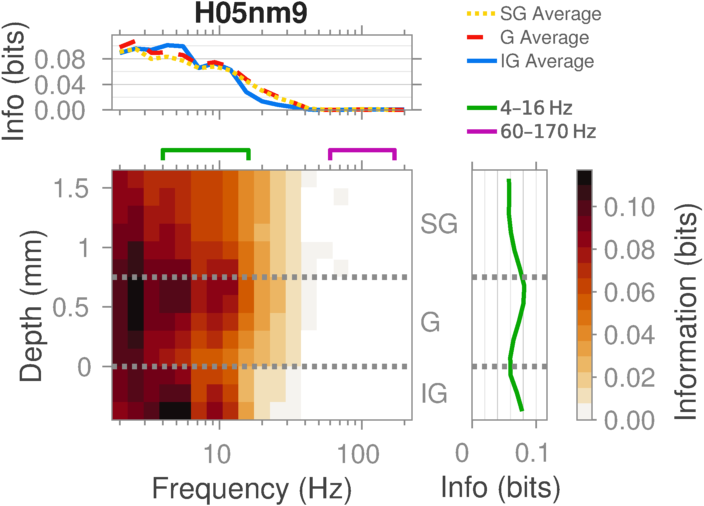 H05nm9
Info (bits)
0.08
0.04
0.00
SG Average
G Average
IG Average
4–16 Hz
60–170 Hz
Depth (mm)
1.5
1
0.5
0
10
100
Frequency (Hz)
SG
G
IG
0
0.1
Info (bits)
0.10
0.08
0.06
0.04
0.02
0.00
Information (bits)